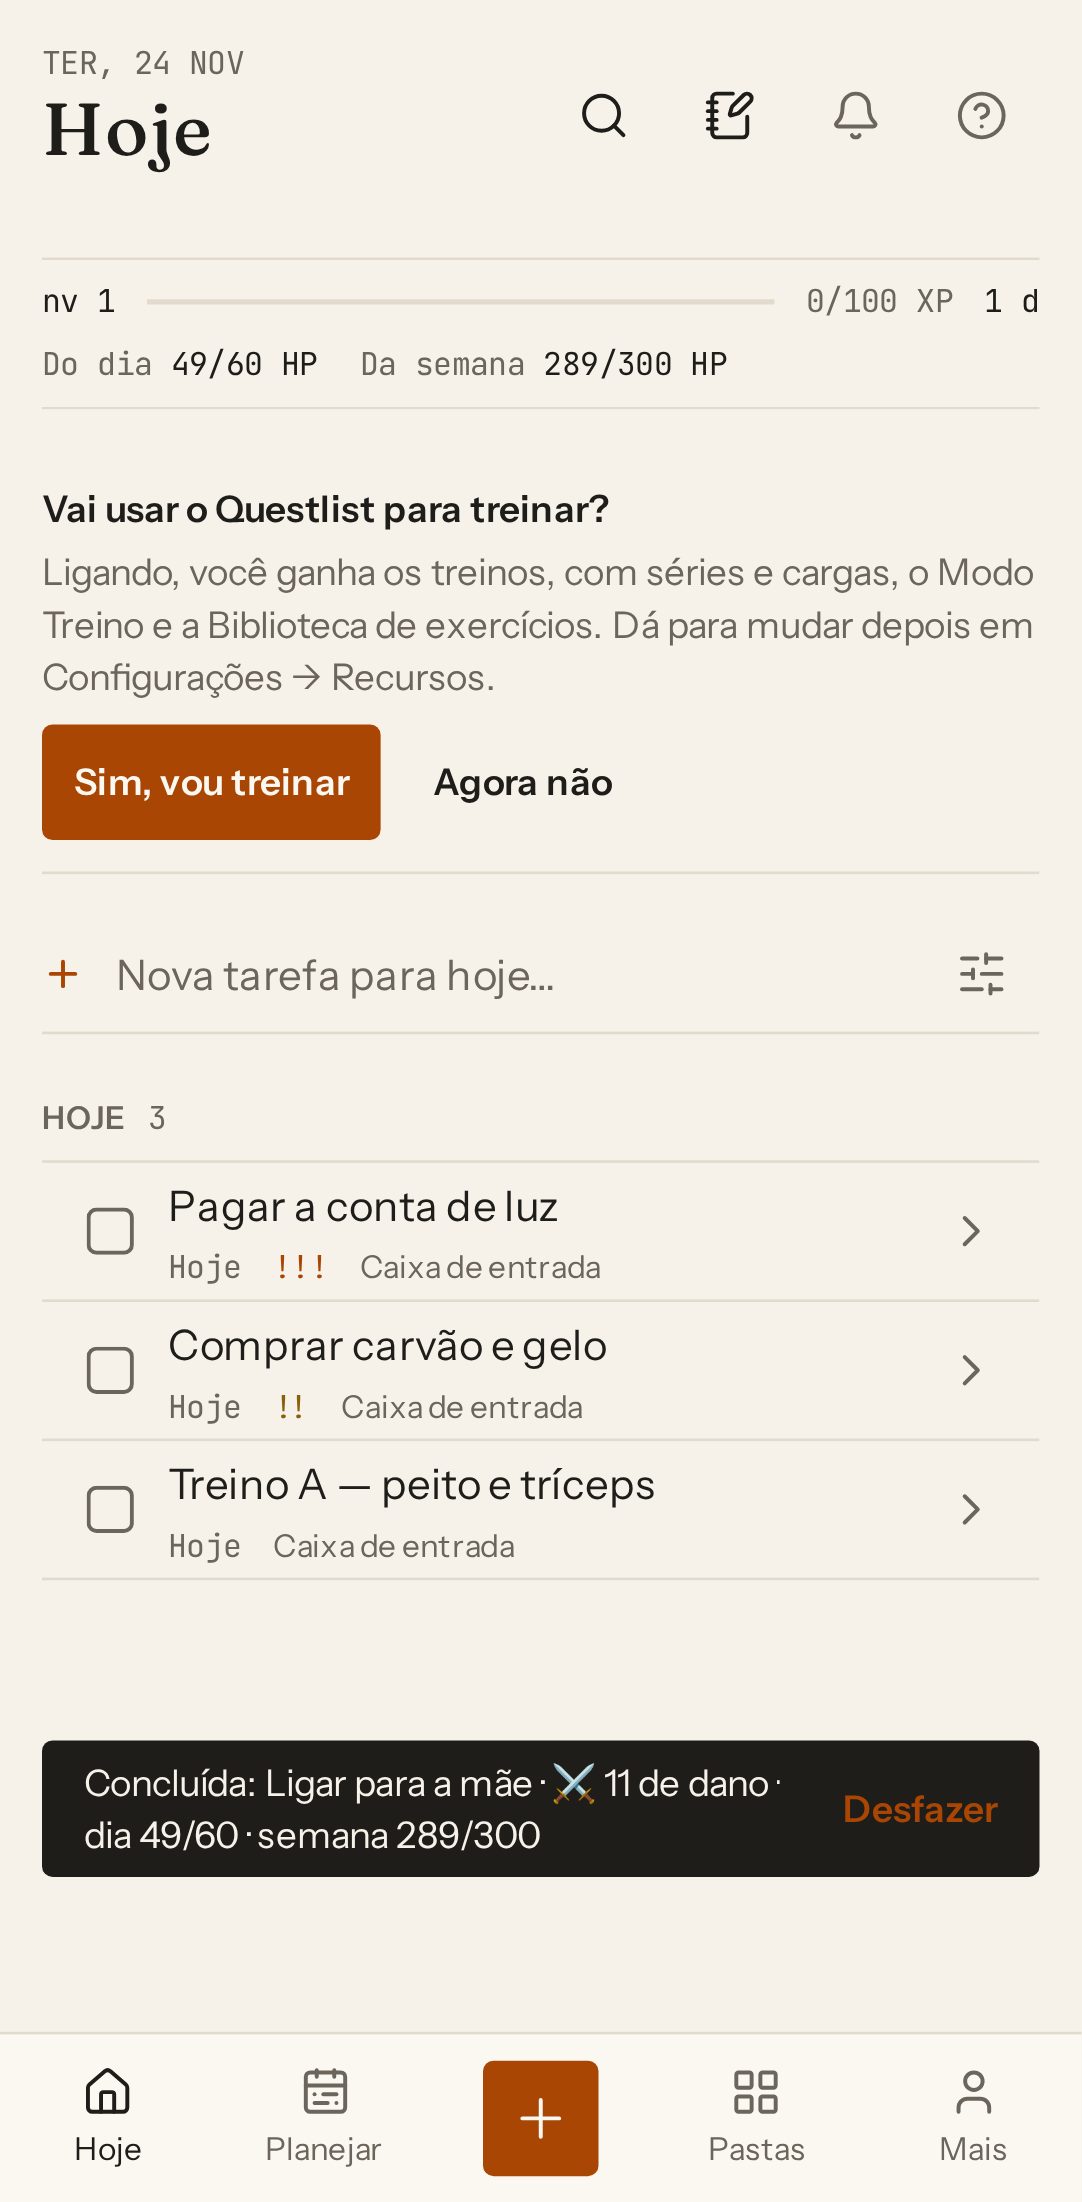 TER, 24 NOV
Hoje
nv 1 0/100 XP 1 d
Do dia 49/60 HP Da semana 289/300 HP
Vai usar o Questlist para treinar?
Ligando, você ganha os treinos, com séries e cargas, o Modo
Treino e a Biblioteca de exercícios. Dá para mudar depois em
Configurações → Recursos.
Sim, vou treinar Agora não
+ Nova tarefa para hoje...
HOJE 3
Pagar a conta de luz
Hoje !!! Caixa de entrada
Comprar carvão e gelo
Hoje !! Caixa de entrada
Treino A — peito e tríceps
Hoje Caixa de entrada
Concluída: Ligar para a mãe · ⚔️ 11 de dano ·
dia 49/60 · semana 289/300
Desfazer
Hoje Planejar Pastas Mais